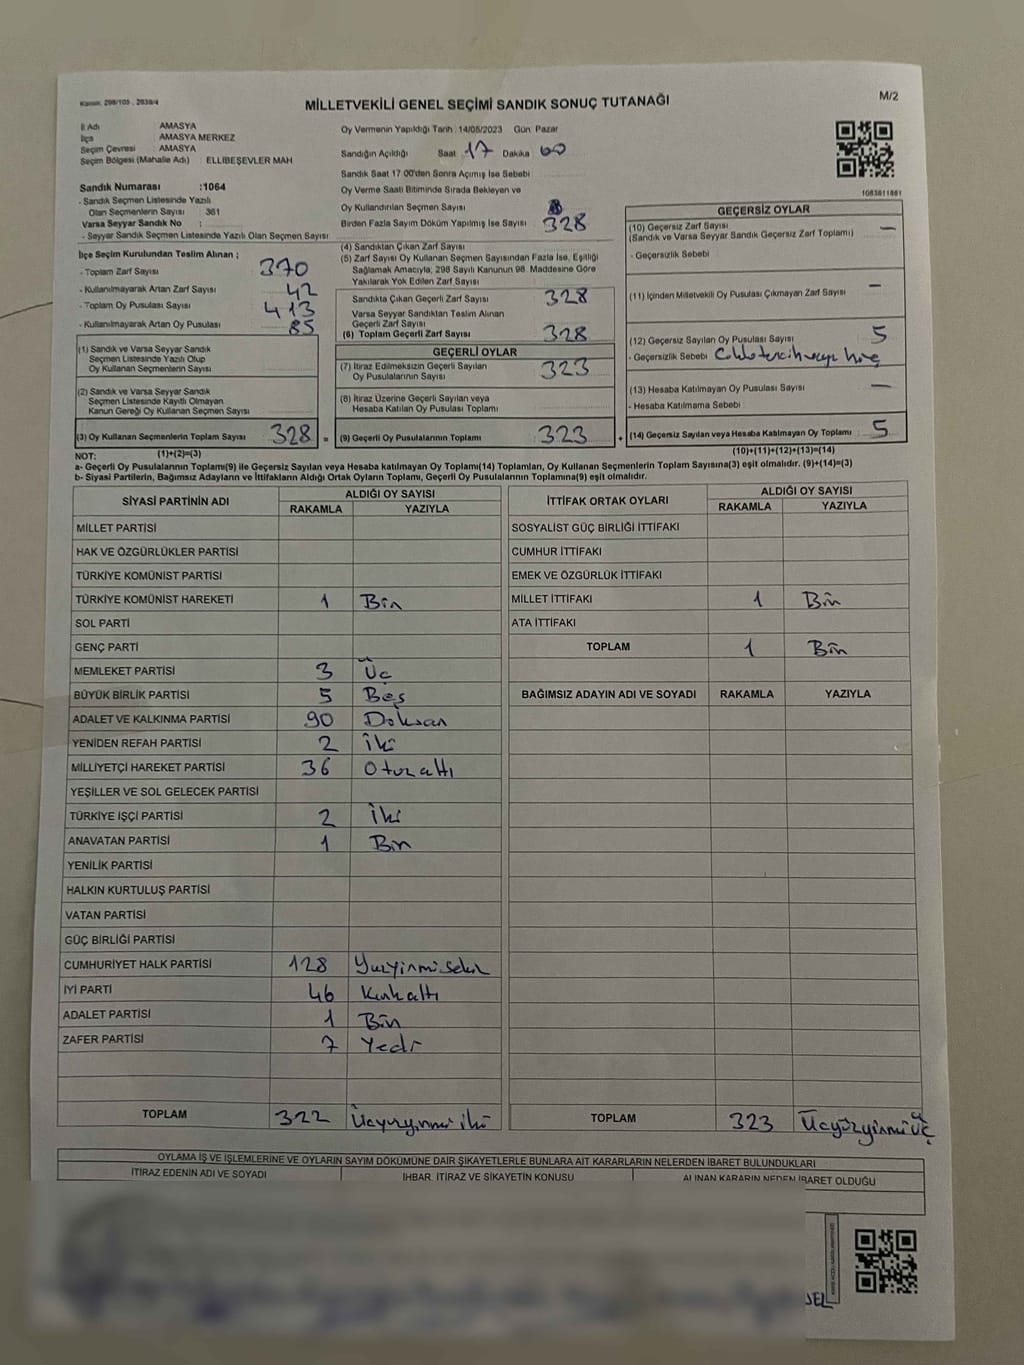 Kanun: 298/105 , 2839/4
MİLLETVEKİLİ GENEL SEÇİMİ SANDIK SONUÇ TUTANAĞI
M/2
İl Adı AMASYA
İlçe AMASYA MERKEZ
Seçim Çevresi AMASYA
Seçim Bölgesi (Mahalle Adı) : ELLİBEŞEVLER MAH
Oy Vermenin Yapıldığı Tarih :14/05/2023 Gün: Pazar
Sandığın Açıldığı Saat : 17 Dakika 00
Sandık Saat 17.00'den Sonra Açılmış İse Sebebi
1083811861
Sandık Numarası :1064
- Sandık Seçmen Listesinde Yazılı
Olan Seçmenlerin Sayısı : 361
Varsa Seyyar Sandık No :
- Seyyar Sandık Seçmen Listesinde Yazılı Olan Seçmen Sayısı:
Oy Verme Saati Bitiminde Sırada Bekleyen ve
Oy Kullandırılan Seçmen Sayısı
Birden Fazla Sayım Döküm Yapılmış İse Sayısı 328
İlçe Seçim Kurulundan Teslim Alınan ;
- Toplam Zarf Sayısı 370
- Kullanılmayarak Artan Zarf Sayısı 42
- Toplam Oy Pusulası Sayısı 413
- Kullanılmayarak Artan Oy Pusulası 85
(1) Sandık ve Varsa Seyyar Sandık
Seçmen Listesinde Yazılı Olup
Oy Kullanan Seçmenlerin Sayısı :
(2) Sandık ve Varsa Seyyar Sandık
Seçmen Listesinde Kayıtlı Olmayan
Kanun Gereği Oy Kullanan Seçmen Sayısı :
(3) Oy Kullanan Seçmenlerin Toplam Sayısı 328 =
(1)+(2)=(3)
(4) Sandıktan Çıkan Zarf Sayısı
(5) Zarf Sayısı Oy Kullanan Seçmen Sayısından Fazla İse, Eşitliği
Sağlamak Amacıyla, 298 Sayılı Kanunun 98. Maddesine Göre
Yakılarak Yok Edilen Zarf Sayısı
Sandıkta Çıkan Geçerli Zarf Sayısı 328
Varsa Seyyar Sandıktan Teslim Alınan
Geçerli Zarf Sayısı
(6) Toplam Geçerli Zarf Sayısı 328
GEÇERLİ OYLAR
(7) İtiraz Edilmeksizin Geçerli Sayılan
Oy Pusulalarının Sayısı 323
(8) İtiraz Üzerine Geçerli Sayılan veya
Hesaba Katılan Oy Pusulası Toplamı
(9) Geçerli Oy Pusulalarının Toplamı : 323 +
GEÇERSİZ OYLAR
(10) Geçersiz Zarf Sayısı —
(Sandık ve Varsa Seyyar Sandık Geçersiz Zarf Toplamı)
- Geçersizlik Sebebi
(11) İçinden Milletvekili Oy Pusulası Çıkmayan Zarf Sayısı —
(12) Geçersiz Sayılan Oy Pusulası Sayısı 5
- Geçersizlik Sebebi
(13) Hesaba Katılmayan Oy Pusulası Sayısı —
- Hesaba Katılmama Sebebi
(14) Geçersiz Sayılan veya Hesaba Katılmayan Oy Toplamı : 5
(10)+(11)+(12)+(13)=(14)
NOT:
a- Geçerli Oy Pusulalarının Toplamı(9) ile Geçersiz Sayılan veya Hesaba katılmayan Oy Toplamı(14) Toplamları, Oy Kullanan Seçmenlerin Toplam Sayısına(3) eşit olmalıdır. (9)+(14)=(3)
b- Siyasi Partilerin, Bağımsız Adayların ve İttifakların Aldığı Ortak Oyların Toplamı, Geçerli Oy Pusulalarının Toplamına(9) eşit olmalıdır.
SİYASİ PARTİNİN ADI ALDIĞI OY SAYISI
RAKAMLA YAZIYLA
MİLLET PARTİSİ
HAK VE ÖZGÜRLÜKLER PARTİSİ
TÜRKİYE KOMÜNİST PARTİSİ
TÜRKİYE KOMÜNİST HAREKETİ 1 Bir
SOL PARTİ
GENÇ PARTİ
MEMLEKET PARTİSİ 3 Üç
BÜYÜK BİRLİK PARTİSİ 5 Beş
ADALET VE KALKINMA PARTİSİ 90 Doksan
YENİDEN REFAH PARTİSİ 2 İki
MİLLİYETÇİ HAREKET PARTİSİ 36 Otuzaltı
YEŞİLLER VE SOL GELECEK PARTİSİ
TÜRKİYE İŞÇİ PARTİSİ 2 İki
ANAVATAN PARTİSİ 1 Bir
YENİLİK PARTİSİ
HALKIN KURTULUŞ PARTİSİ
VATAN PARTİSİ
GÜÇ BİRLİĞİ PARTİSİ
CUMHURİYET HALK PARTİSİ 128 Yüzyirmisekiz
İYİ PARTİ 46 Kırkaltı
ADALET PARTİSİ 1 Bir
ZAFER PARTİSİ 7 Yedi
TOPLAM 322 Üçyüzyirmi iki
İTTİFAK ORTAK OYLARI ALDIĞI OY SAYISI
RAKAMLA YAZIYLA
SOSYALİST GÜÇ BİRLİĞİ İTTİFAKI
CUMHUR İTTİFAKI
EMEK VE ÖZGÜRLÜK İTTİFAKI
MİLLET İTTİFAKI 1 Bir
ATA İTTİFAKI
TOPLAM 1 Bir
BAĞIMSIZ ADAYIN ADI VE SOYADI RAKAMLA YAZIYLA
TOPLAM 323 Üçyüzyirmiüç
OYLAMA İŞ VE İŞLEMLERİNE VE OYLARIN SAYIM DÖKÜMÜNE DAİR ŞİKAYETLERLE BUNLARA AİT KARARLARIN NELERDEN İBARET BULUNDUKLARI
İTİRAZ EDENİN ADI VE SOYADI İHBAR, İTİRAZ VE ŞİKAYETİN KONUSU ALINAN KARARIN NEDEN İBARET OLDUĞU